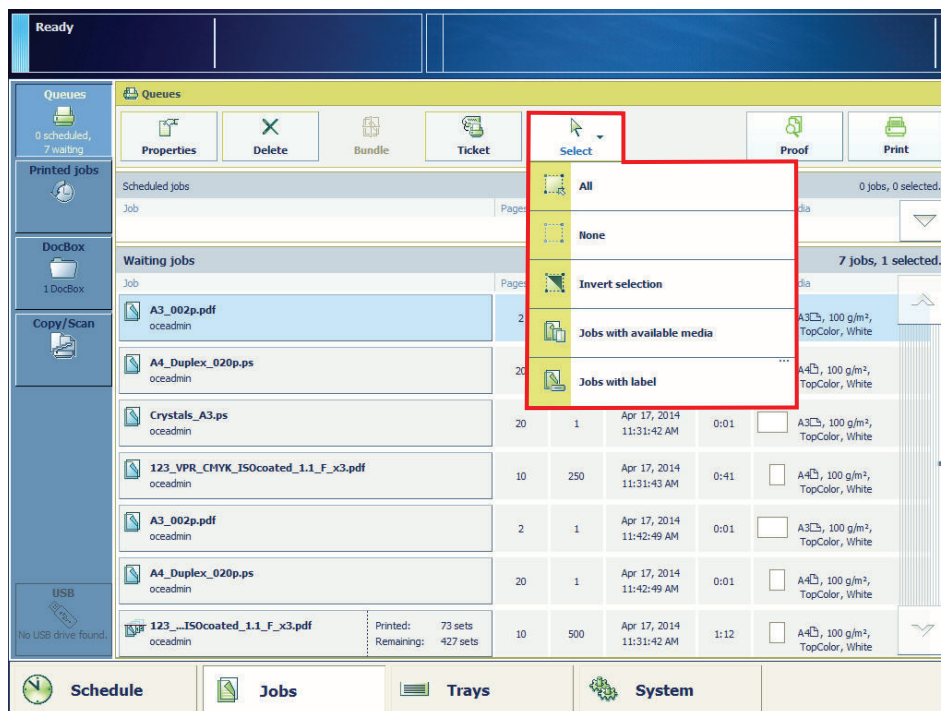 Ready
Queues
0 scheduled,
7 waiting
Printed jobs
DocBox
1 DocBox
Copy/Scan
USB
No USB drive found.
Queues
Properties
Delete
Bundle
Ticket
Select
Proof
Print
All
None
Invert selection
Jobs with available media
...
Jobs with label
Scheduled jobs
0 jobs, 0 selected.
Job
Pages
dia
Waiting jobs
7 jobs, 1 selected.
Job
Pages
dia
A3_002p.pdf
oceadmin
2
A3, 100 g/m²,
TopColor, White
A4_Duplex_020p.ps
oceadmin
20
A4, 100 g/m²,
TopColor, White
Crystals_A3.ps
oceadmin
20
1
Apr 17, 2014
11:31:42 AM
0:01
A3, 100 g/m²,
TopColor, White
123_VPR_CMYK_ISOcoated_1.1_F_x3.pdf
oceadmin
10
250
Apr 17, 2014
11:31:43 AM
0:41
A4, 100 g/m²,
TopColor, White
A3_002p.pdf
oceadmin
2
1
Apr 17, 2014
11:42:49 AM
0:01
A3, 100 g/m²,
TopColor, White
A4_Duplex_020p.ps
oceadmin
20
1
Apr 17, 2014
11:42:49 AM
0:01
A4, 100 g/m²,
TopColor, White
123_...ISOcoated_1.1_F_x3.pdf
oceadmin
Printed: 73 sets
Remaining: 427 sets
10
500
Apr 17, 2014
11:31:42 AM
1:12
A4, 100 g/m²,
TopColor, White
Schedule
Jobs
Trays
System